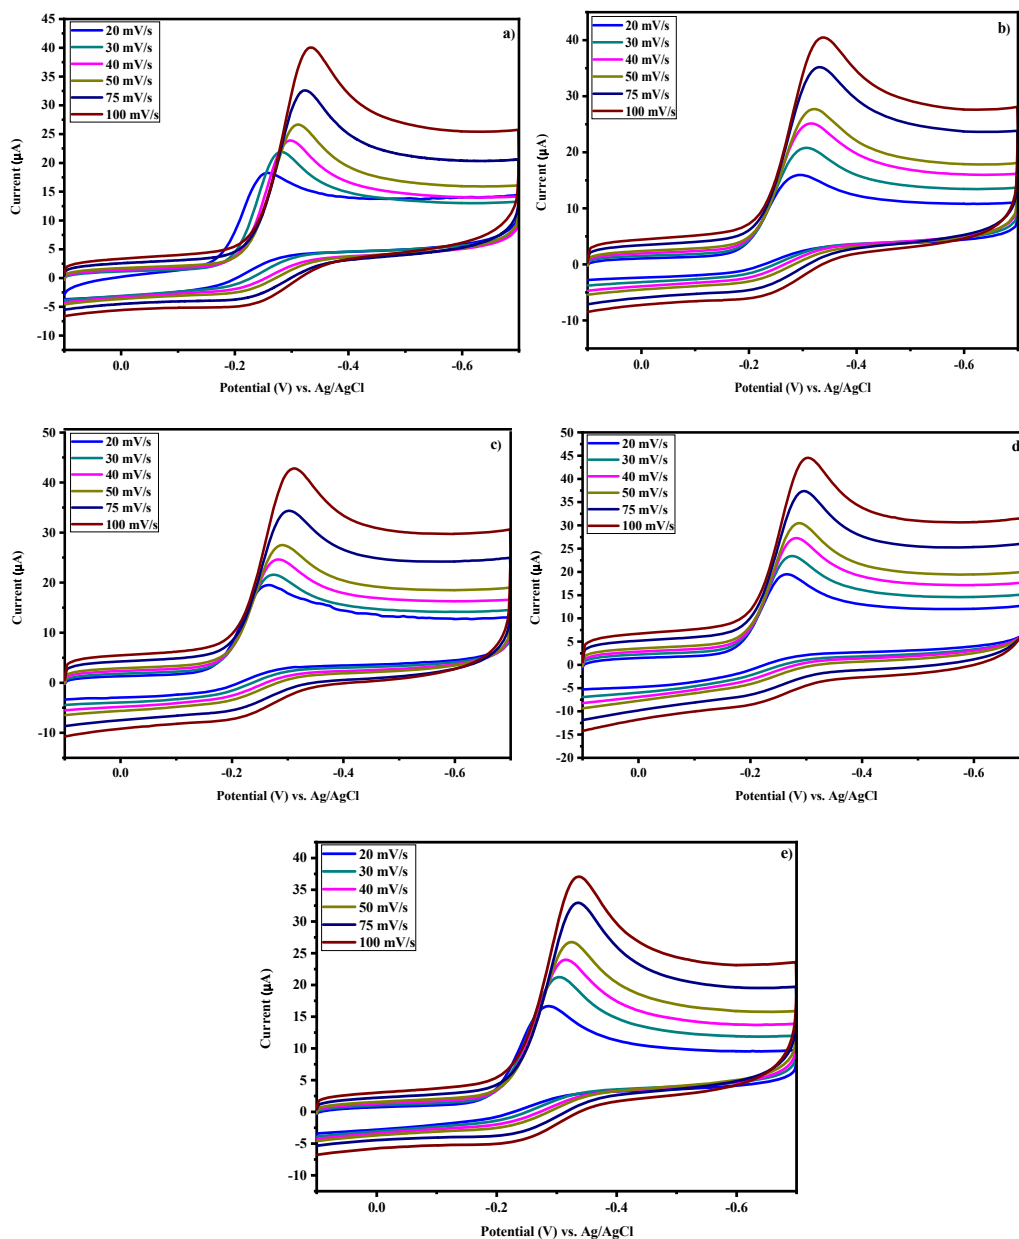 a)
20 mV/s
30 mV/s
40 mV/s
50 mV/s
75 mV/s
100 mV/s
45
40
35
30
25
20
15
10
5
0
-5
-10
Current (µA)
0.0 -0.2 -0.4 -0.6
Potential (V) vs. Ag/AgCl
b)
20 mV/s
30 mV/s
40 mV/s
50 mV/s
75 mV/s
100 mV/s
40
30
20
10
0
-10
Current (µA)
0.0 -0.2 -0.4 -0.6
Potential (V) vs. Ag/AgCl
c)
20 mV/s
30 mV/s
40 mV/s
50 mV/s
75 mV/s
100 mV/s
50
40
30
20
10
0
-10
Current (µA)
0.0 -0.2 -0.4 -0.6
Potential (V) vs. Ag/AgCl
d)
20 mV/s
30 mV/s
40 mV/s
50 mV/s
75 mV/s
100 mV/s
50
45
40
35
30
25
20
15
10
5
0
-5
-10
-15
-20
Current (µA)
0.0 -0.2 -0.4 -0.6
Potential (V) vs. Ag/AgCl
e)
20 mV/s
30 mV/s
40 mV/s
50 mV/s
75 mV/s
100 mV/s
40
35
30
25
20
15
10
5
0
-5
-10
Current (µA)
0.0 -0.2 -0.4 -0.6
Potential (V) vs. Ag/AgCl